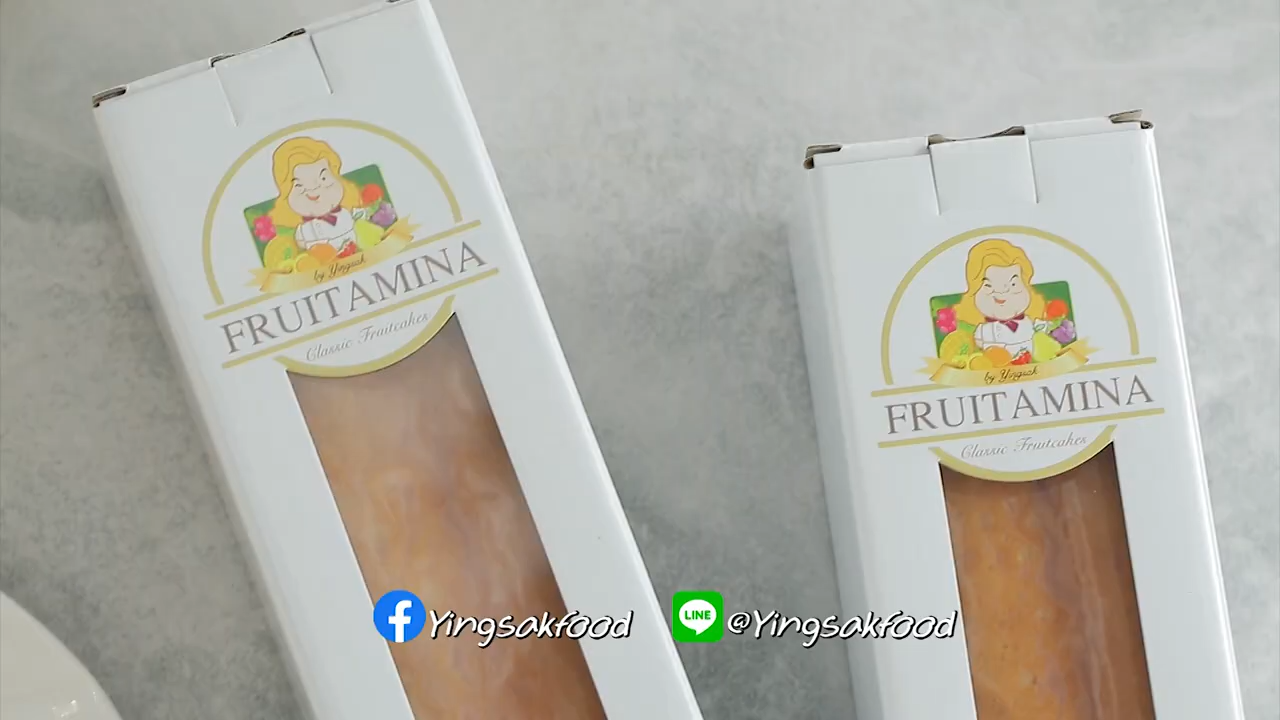 by Yingsak
FRUITAMINA
Classic Fruitcakes
by Yingsak
FRUITAMINA
Classic Fruitcakes
Yingsakfood
LINE
@Yingsakfood